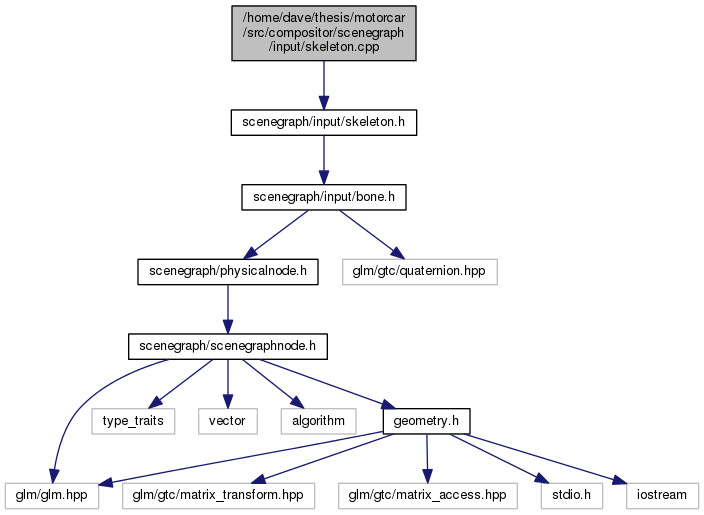 /home/dave/thesis/motorcar
/src/compositor/scenegraph
/input/skeleton.cpp
scenegraph/input/skeleton.h
scenegraph/input/bone.h
scenegraph/physicalnode.h
glm/gtc/quaternion.hpp
scenegraph/scenegraphnode.h
type_traits
vector
algorithm
geometry.h
glm/glm.hpp
glm/gtc/matrix_transform.hpp
glm/gtc/matrix_access.hpp
stdio.h
iostream